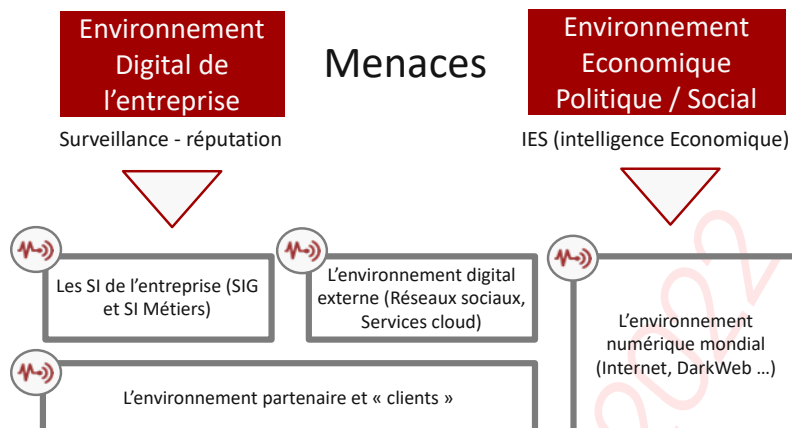 Environnement
Digital de
l'entreprise
Menaces
Environnement
Economique
Politique / Social
Surveillance - réputation
IES (intelligence Economique)
Les SI de l'entreprise (SIG
et SI Métiers)
L'environnement digital
externe (Réseaux sociaux,
Services cloud)
L'environnement
numérique mondial
(Internet, DarkWeb ...)
L'environnement partenaire et « clients »
2022